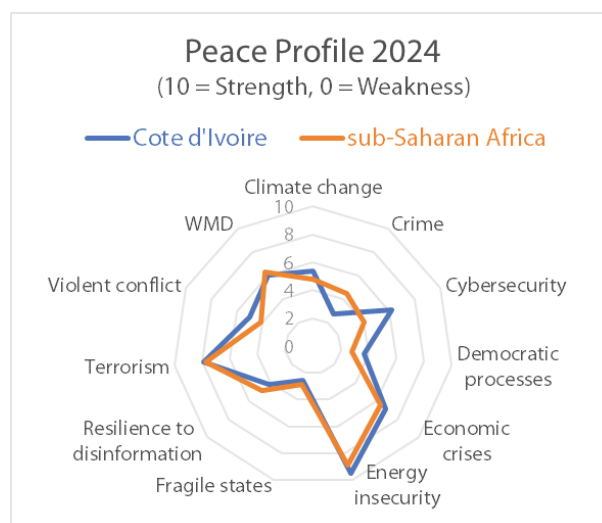 Peace Profile 2024
(10 = Strength, 0 = Weakness)
Cote d'Ivoire
sub-Saharan Africa
Climate change
10
8
6
4
2
0
Crime
Cybersecurity
Democratic
processes
Economic
crises
Energy
insecurity
Fragile states
Resilience to
disinformation
Terrorism
Violent conflict
WMD